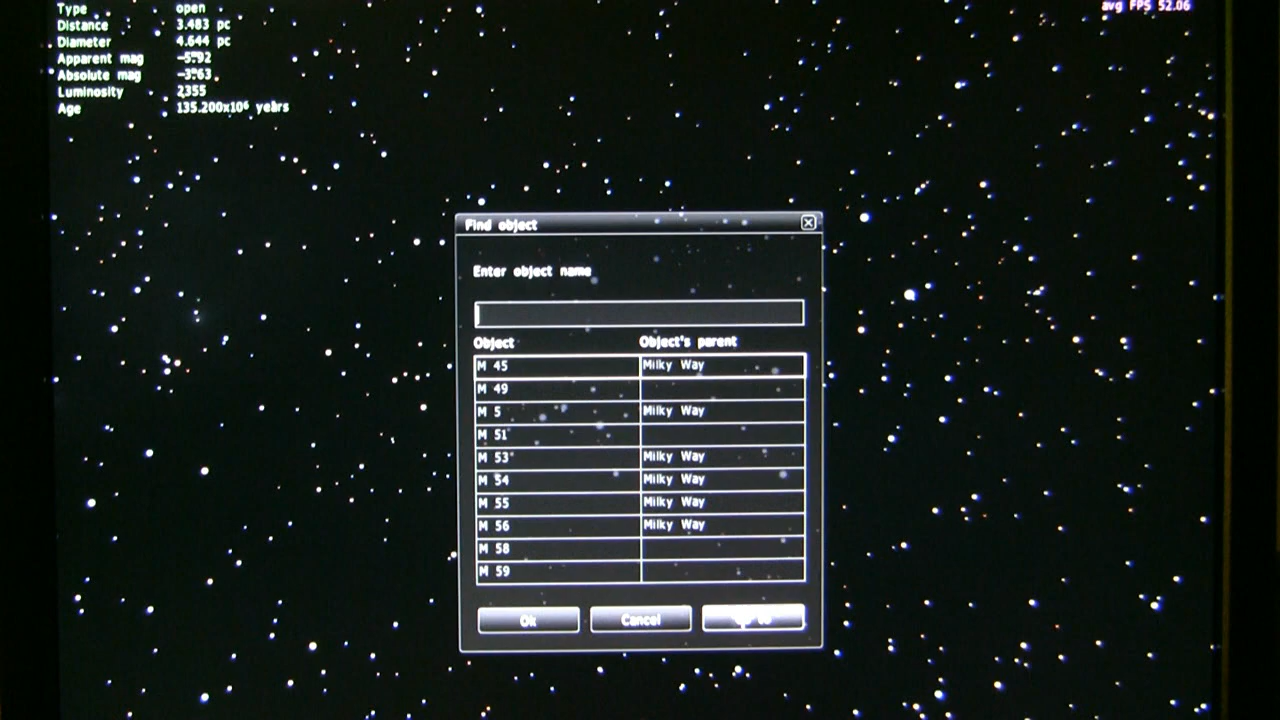 Type open
Distance 3.483 pc
Diameter 4.644 pc
Apparent mag -5.92
Absolute mag -3.63
Luminosity 2355
Age 135.200x10⁶ years
avg FPS 52.06
Find object
Enter object name
Object Object's parent
M 45 Milky Way
M 49
M 5 Milky Way
M 51
M 53 Milky Way
M 54 Milky Way
M 55 Milky Way
M 56 Milky Way
M 58
M 59
Ok Cancel